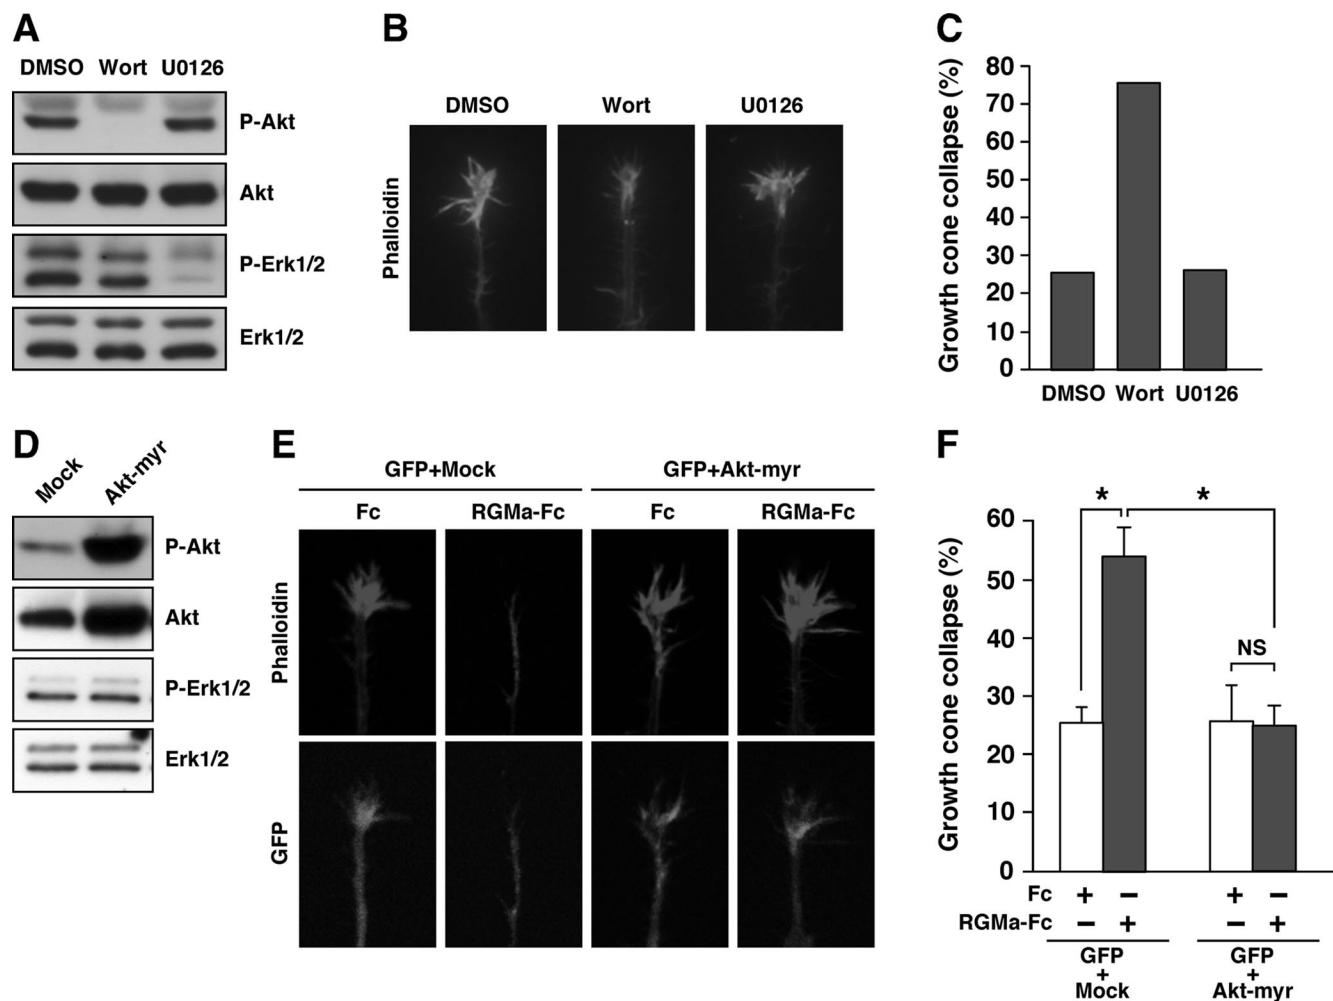 A
DMSO Wort U0126
P-Akt
Akt
P-Erk1/2
Erk1/2
B
DMSO Wort U0126
Phalloidin
C
Growth cone collapse (%)
80
70
60
50
40
30
20
10
0
DMSO Wort U0126
D
Mock Akt-myr
P-Akt
Akt
P-Erk1/2
Erk1/2
E
GFP+Mock GFP+Akt-myr
Fc RGMa-Fc Fc RGMa-Fc
Phalloidin
GFP
F
Growth cone collapse (%)
60
50
40
30
20
10
0
* *
NS
Fc + − + −
RGMa-Fc − + − +
GFP GFP
+ +
Mock Akt-myr